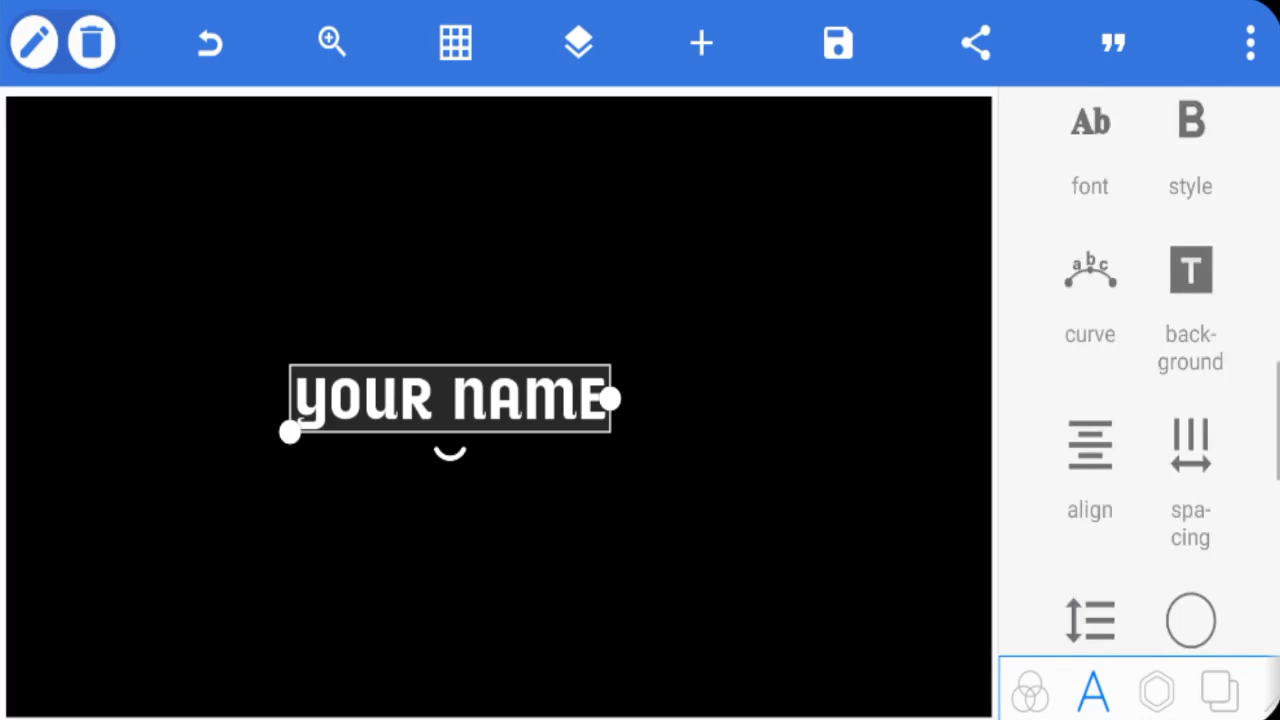 Ab
B
font
style
abc
T
curve
back-
ground
YOUR NAME
align
spa-
cing
A